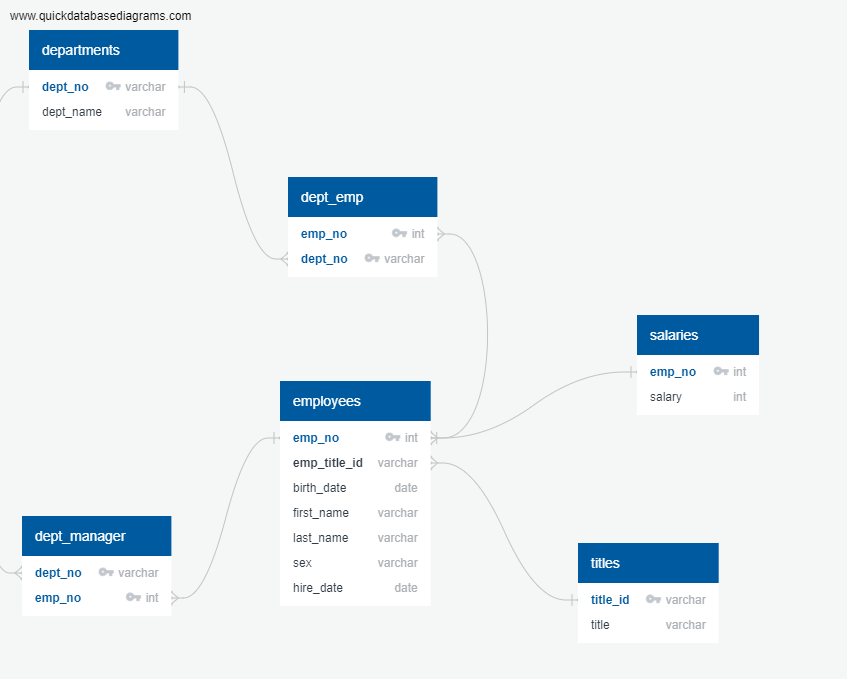 www.quickdatabasediagrams.com
departments
dept_no varchar
dept_name varchar
dept_emp
emp_no int
dept_no varchar
salaries
emp_no int
salary int
employees
emp_no int
emp_title_id varchar
birth_date date
first_name varchar
last_name varchar
sex varchar
hire_date date
dept_manager
dept_no varchar
emp_no int
titles
title_id varchar
title varchar